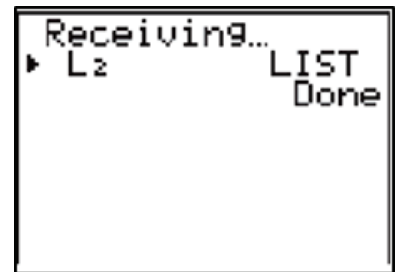 Receiving…
▶ L₂ LIST
Done